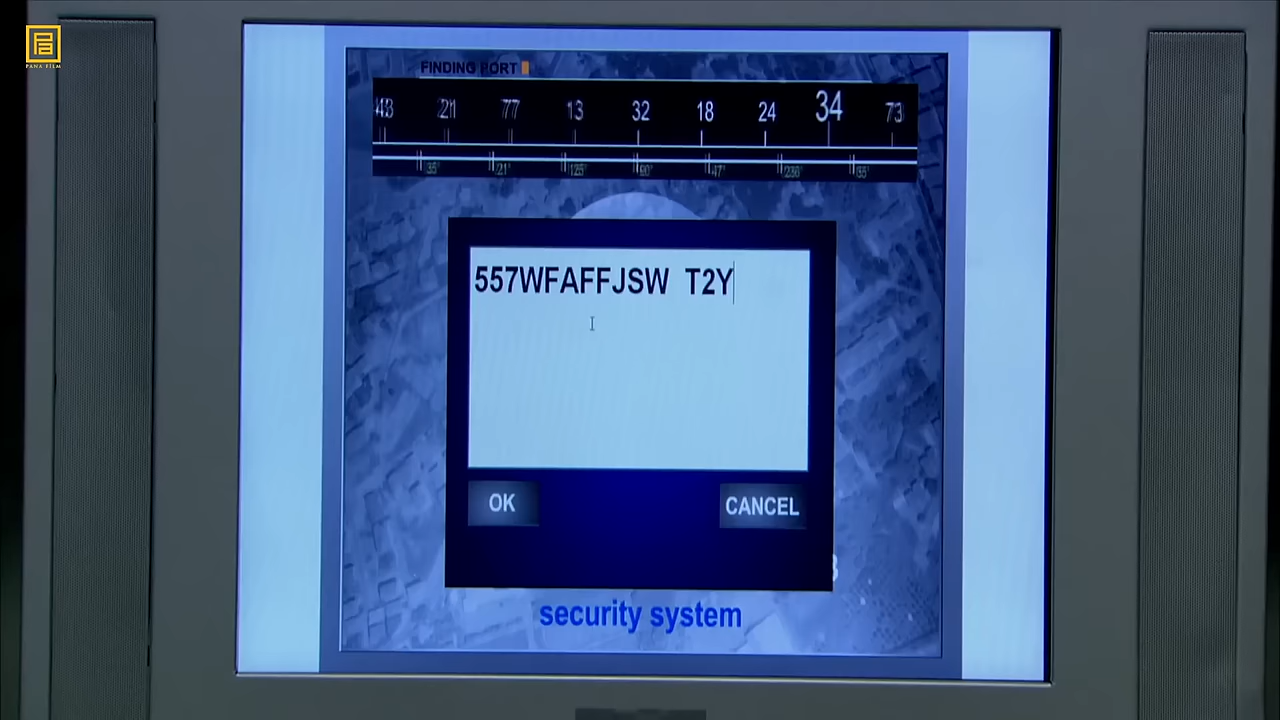 PANA FILM
FINDING PORT
43 21 77 13 32 18 24 34 73
557WFAFFJSW T2Y
OK
CANCEL
security system